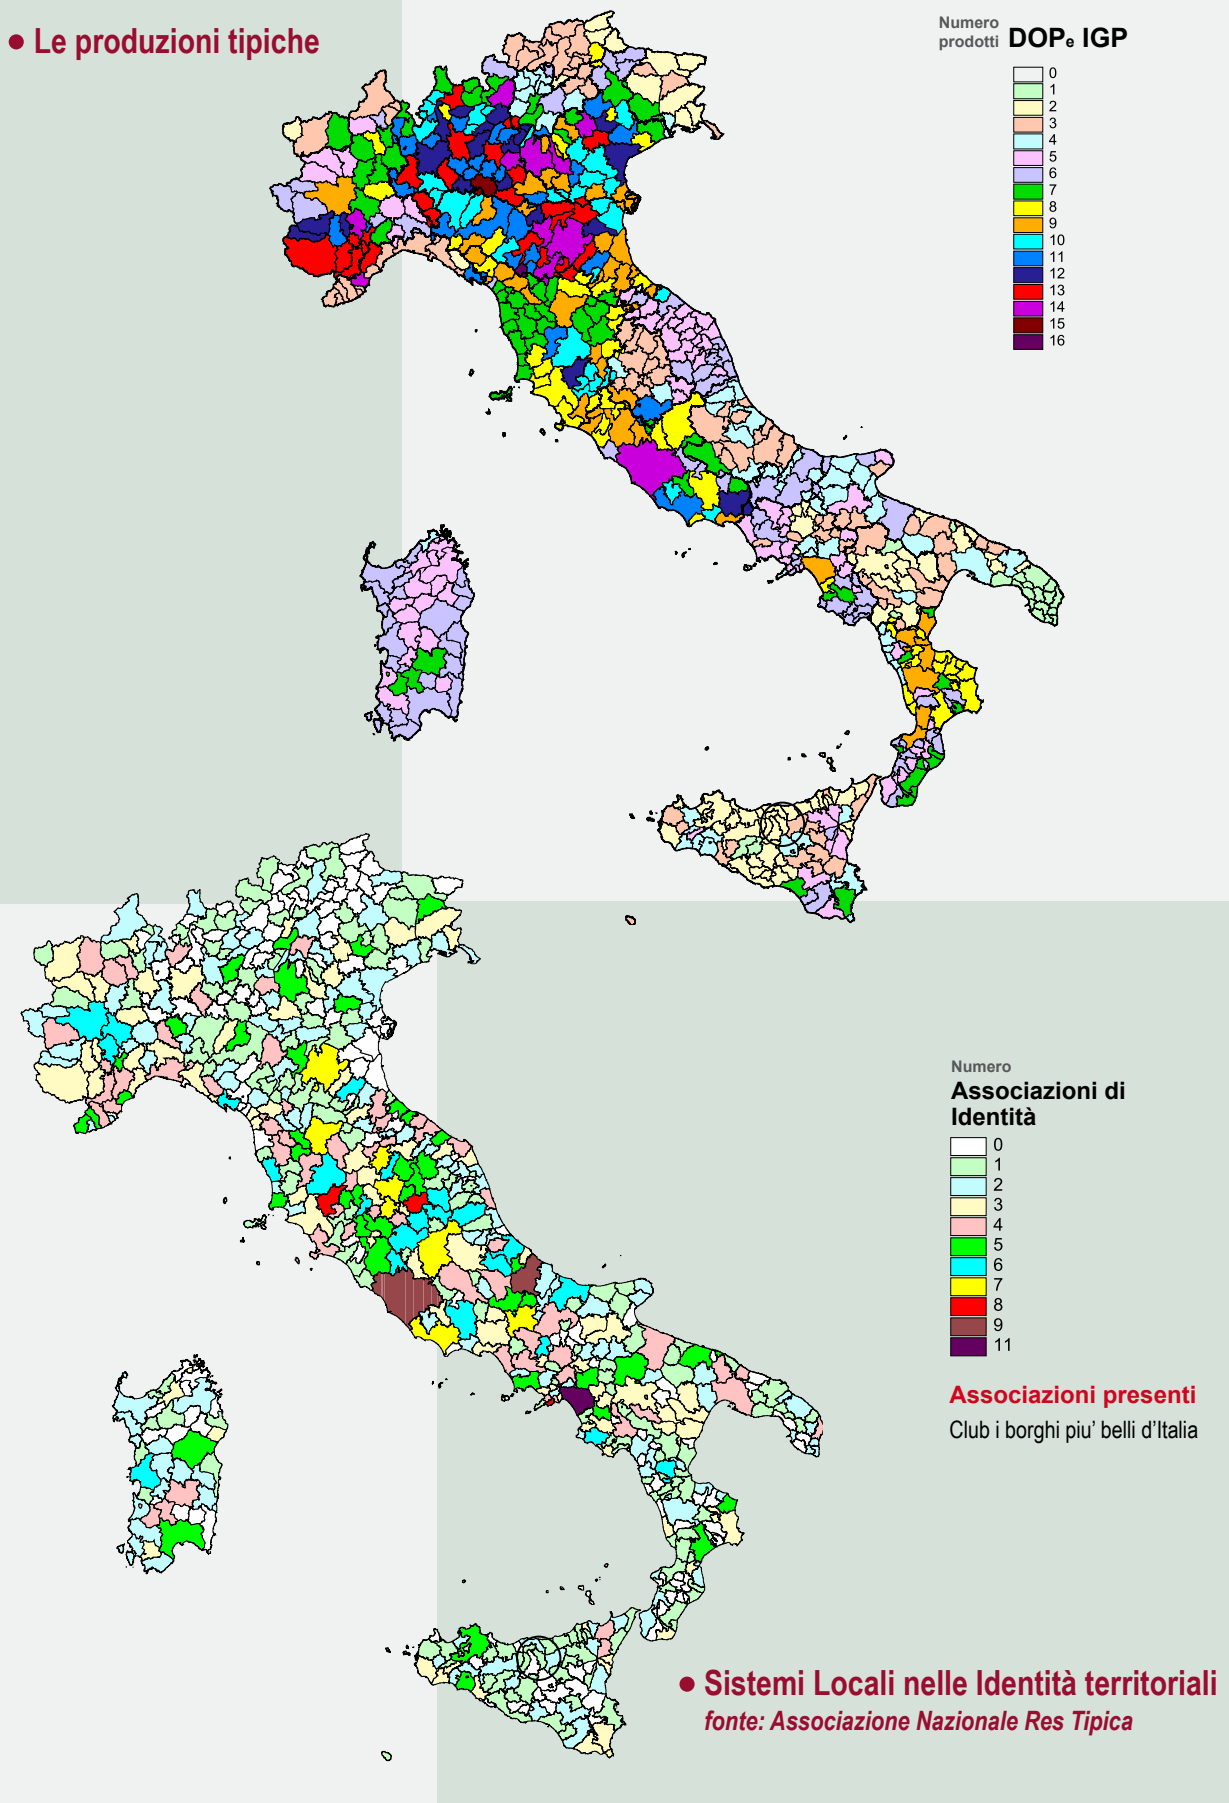 • Le produzioni tipiche
Numero
prodotti DOPe IGP
0
1
2
3
4
5
6
7
8
9
10
11
12
13
14
15
16
Numero
Associazioni di
Identità
0
1
2
3
4
5
6
7
8
9
11
Associazioni presenti
Club i borghi piu' belli d'Italia
• Sistemi Locali nelle Identità territoriali
fonte: Associazione Nazionale Res Tipica